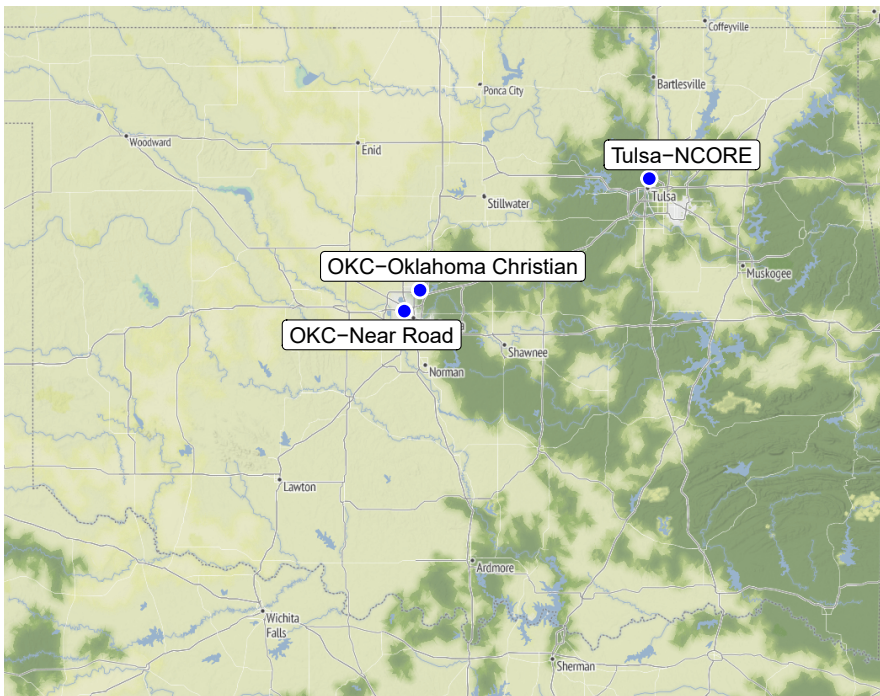 Coffeyville
Bartlesville
Ponca City
Woodward
Enid
Tulsa−NCORE
Tulsa
Stillwater
OKC−Oklahoma Christian
Muskogee
OKC−Near Road
Shawnee
Norman
Lawton
Ardmore
Wichita
Falls
Sherman